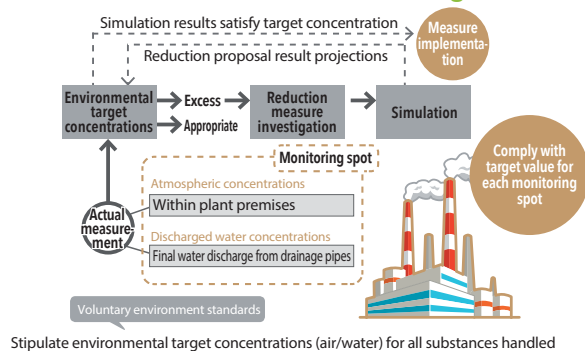 Simulation results satisfy target concentration
Measure
implementa-
tion
Reduction proposal result projections
Environmental
target
concentrations
Excess
Appropriate
Reduction
measure
investigation
Simulation
Monitoring spot
Comply with
target value for
each monitoring
spot
Atmospheric concentrations
Within plant premises
Actual
measure-
ment
Discharged water concentrations
Final water discharge from drainage pipes
Voluntary environment standards
Stipulate environmental target concentrations (air/water) for all substances handled